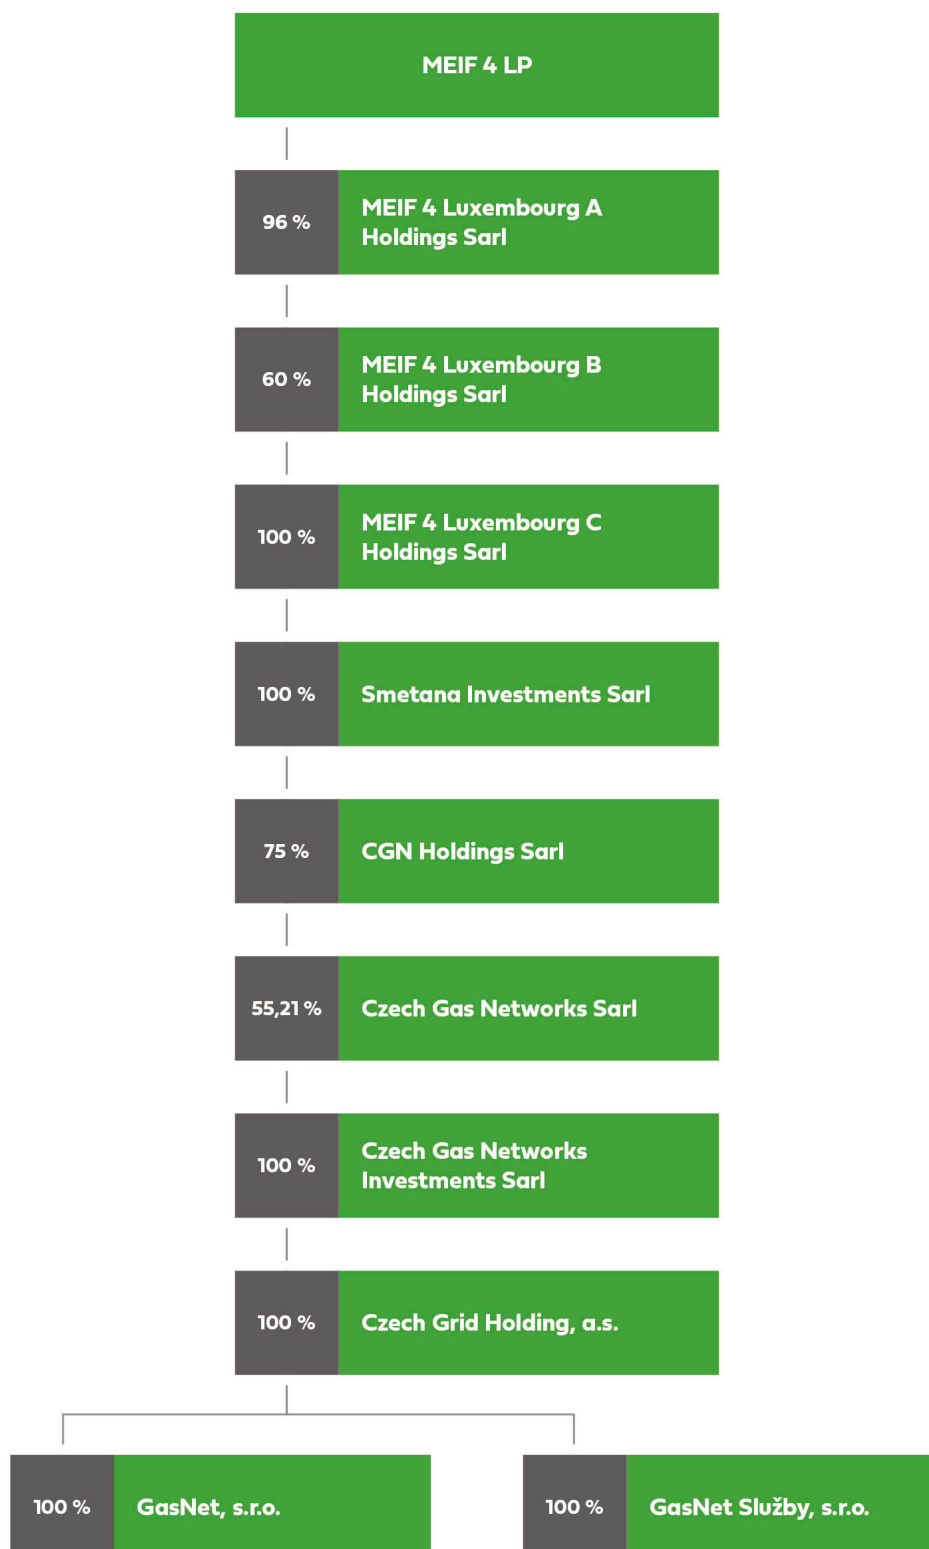 MEIF 4 LP
96 %
MEIF 4 Luxembourg A
Holdings Sarl
60 %
MEIF 4 Luxembourg B
Holdings Sarl
100 %
MEIF 4 Luxembourg C
Holdings Sarl
100 %
Smetana Investments Sarl
75 %
CGN Holdings Sarl
55,21 %
Czech Gas Networks Sarl
100 %
Czech Gas Networks
Investments Sarl
100 %
Czech Grid Holding, a.s.
100 %
GasNet, s.r.o.
100 %
GasNet Služby, s.r.o.